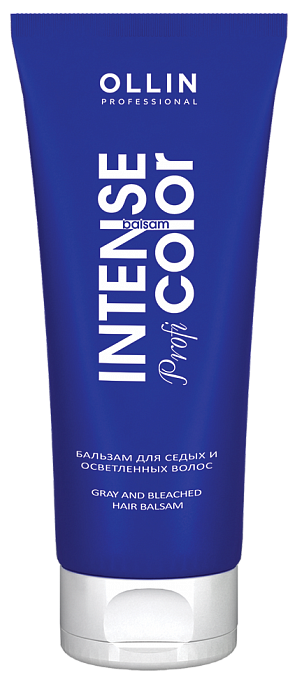 OLLIN
PROFESSIONAL
INTENSE
Profi color
balsam
БАЛЬЗАМ ДЛЯ СЕДЫХ И
ОСВЕТЛЕННЫХ ВОЛОС
GRAY AND BLEACHED
HAIR BALSAM